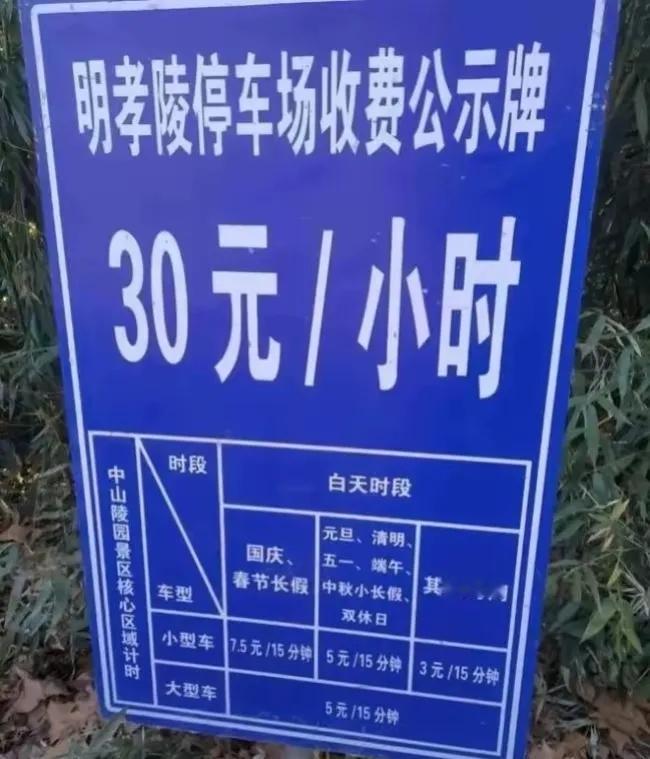 明孝陵停车场收费公示牌
30元/小时
中山陵园景区核心区域计时
时段
车型
白天时段
国庆、
春节长假
元旦、清明、
五一、端午、
中秋小长假、
双休日
其
小型车
7.5元/15分钟
5元/15分钟
3元/15分钟
大型车
5元/15分钟